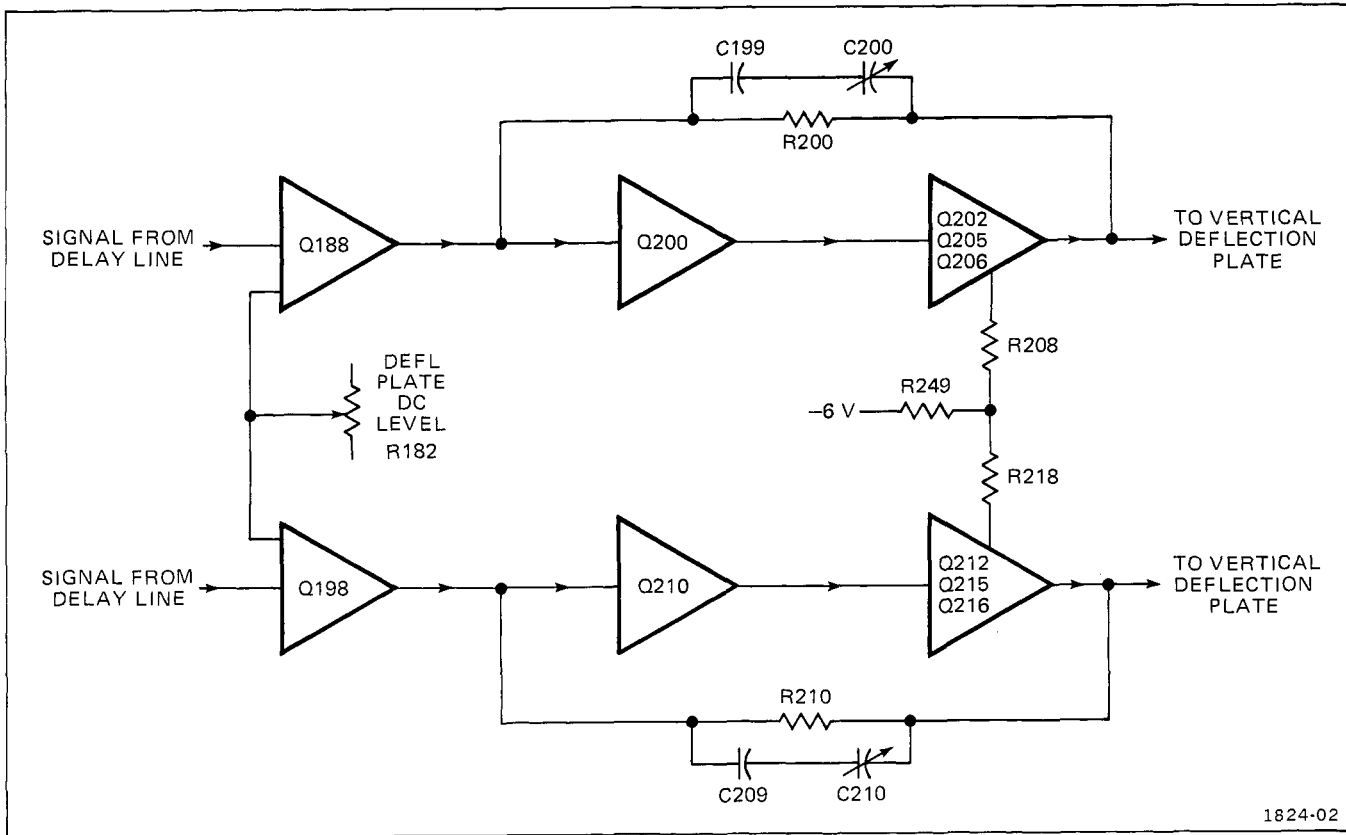 C199
C200
R200
SIGNAL FROM
DELAY LINE
Q188
Q200
Q202
Q205
Q206
TO VERTICAL
DEFLECTION
PLATE
R208
DEFL
PLATE
DC
LEVEL
R182
–6 V
R249
R218
SIGNAL FROM
DELAY LINE
Q198
Q210
Q212
Q215
Q216
TO VERTICAL
DEFLECTION
PLATE
R210
C209
C210
1824-02